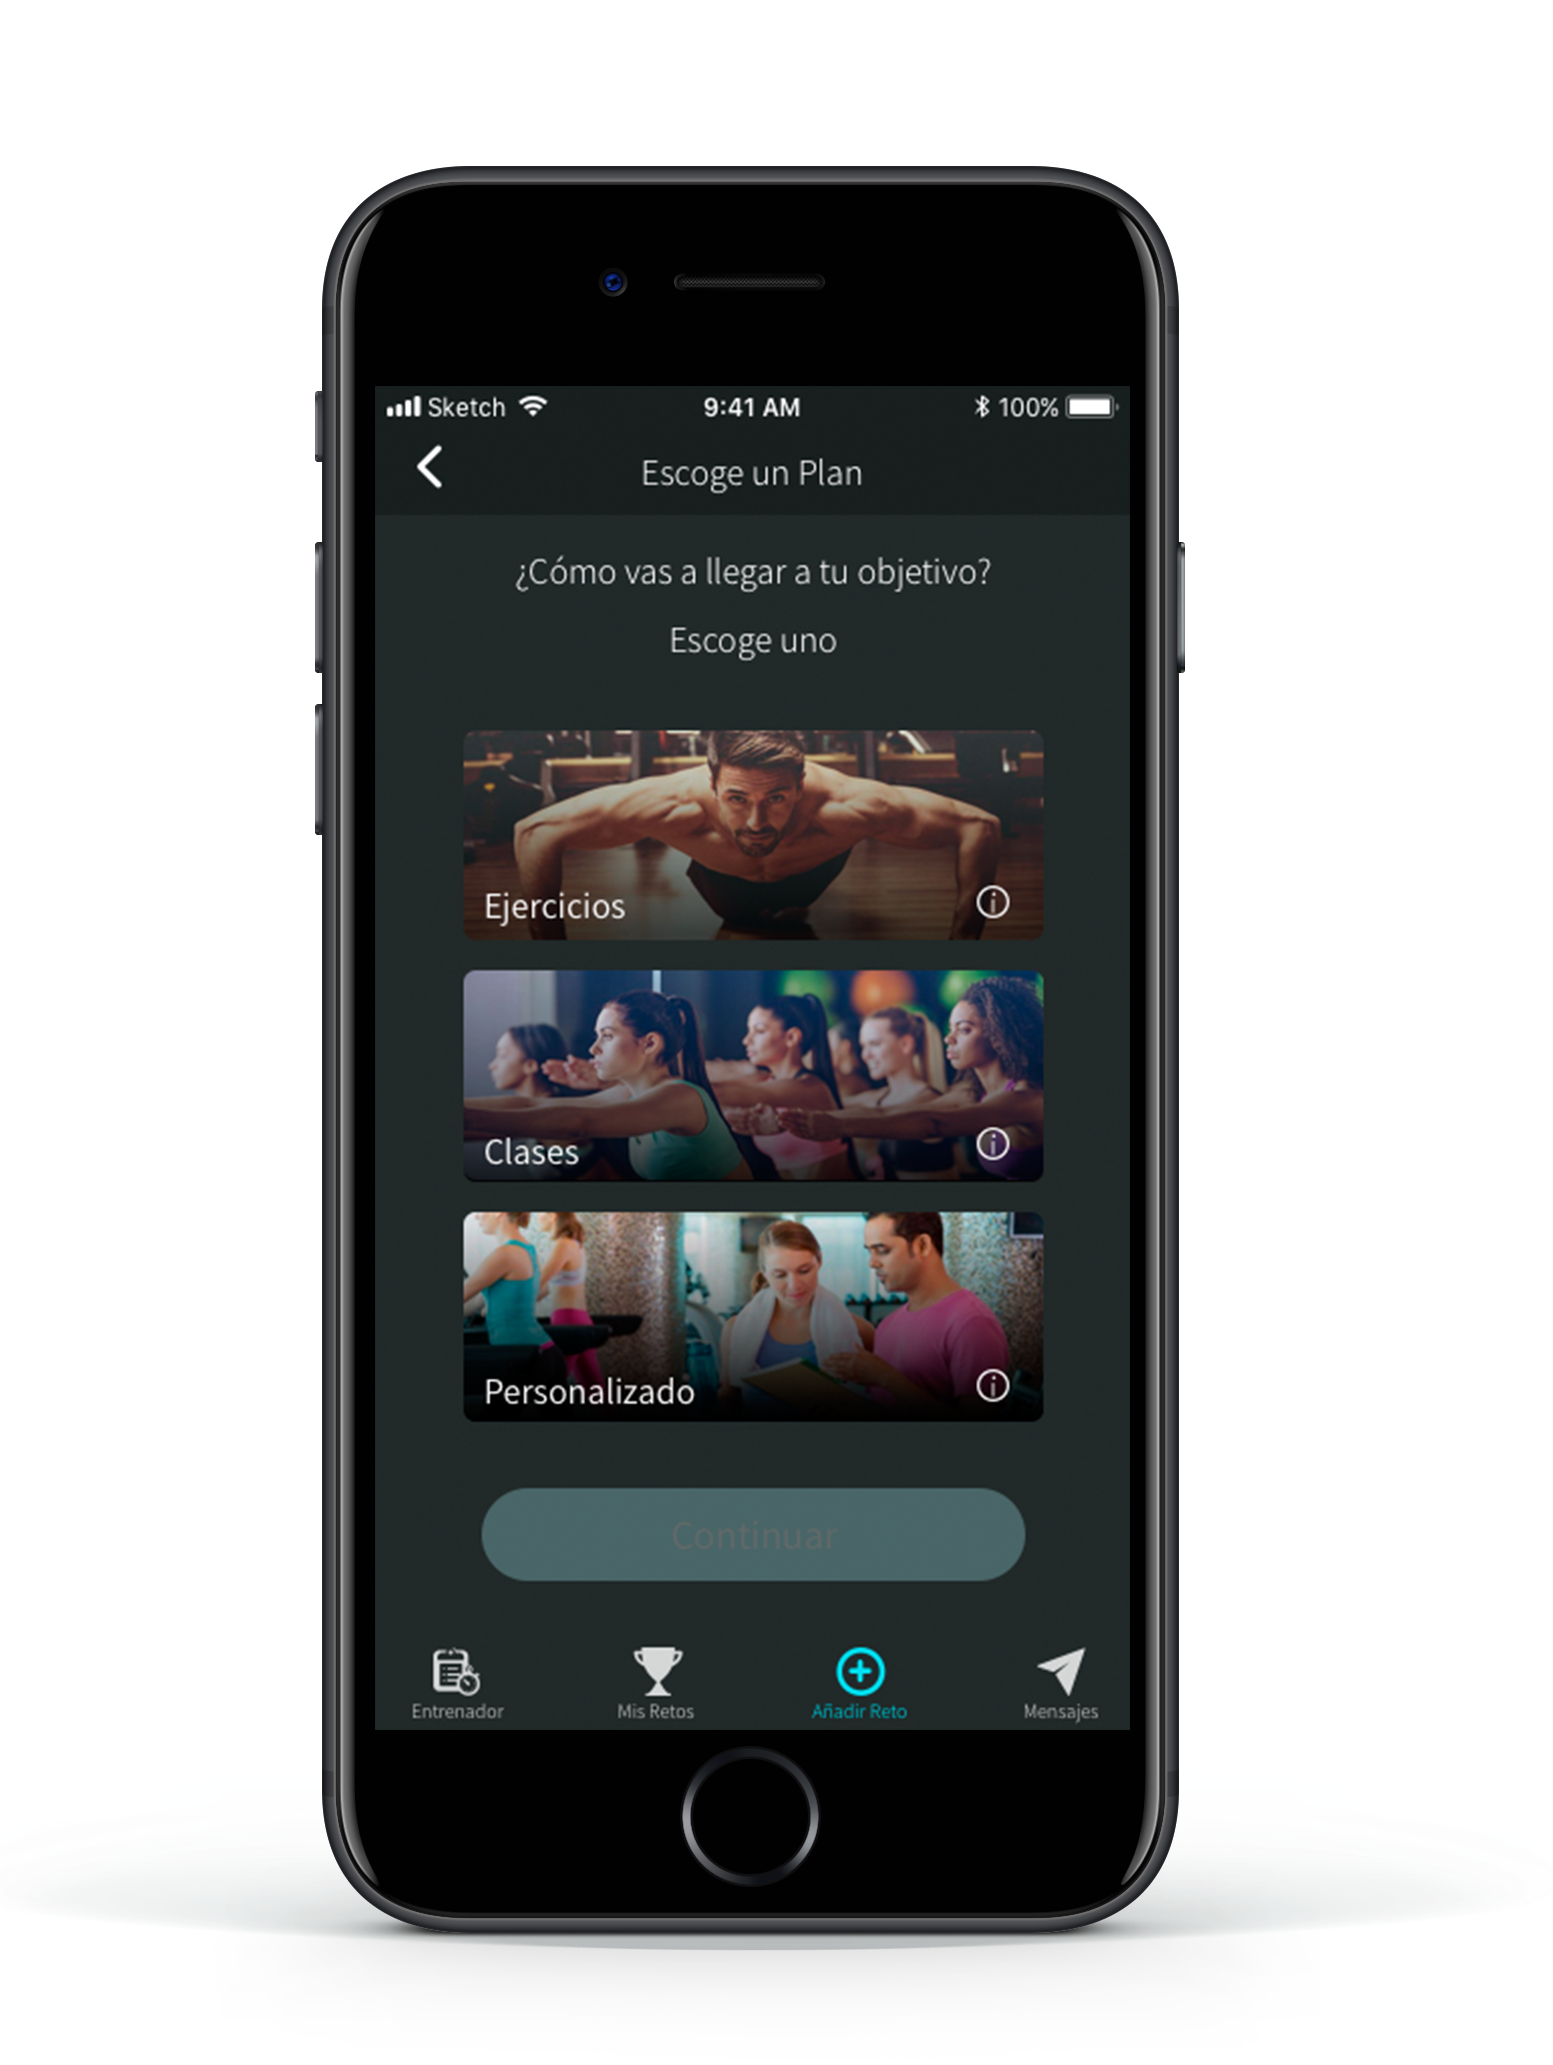 Sketch 9:41 AM 100%
Escoge un Plan
¿Cómo vas a llegar a tu objetivo?
Escoge uno
Ejercicios
Clases
Personalizado
Continuar
Entrenador Mis Retos Añadir Reto Mensajes